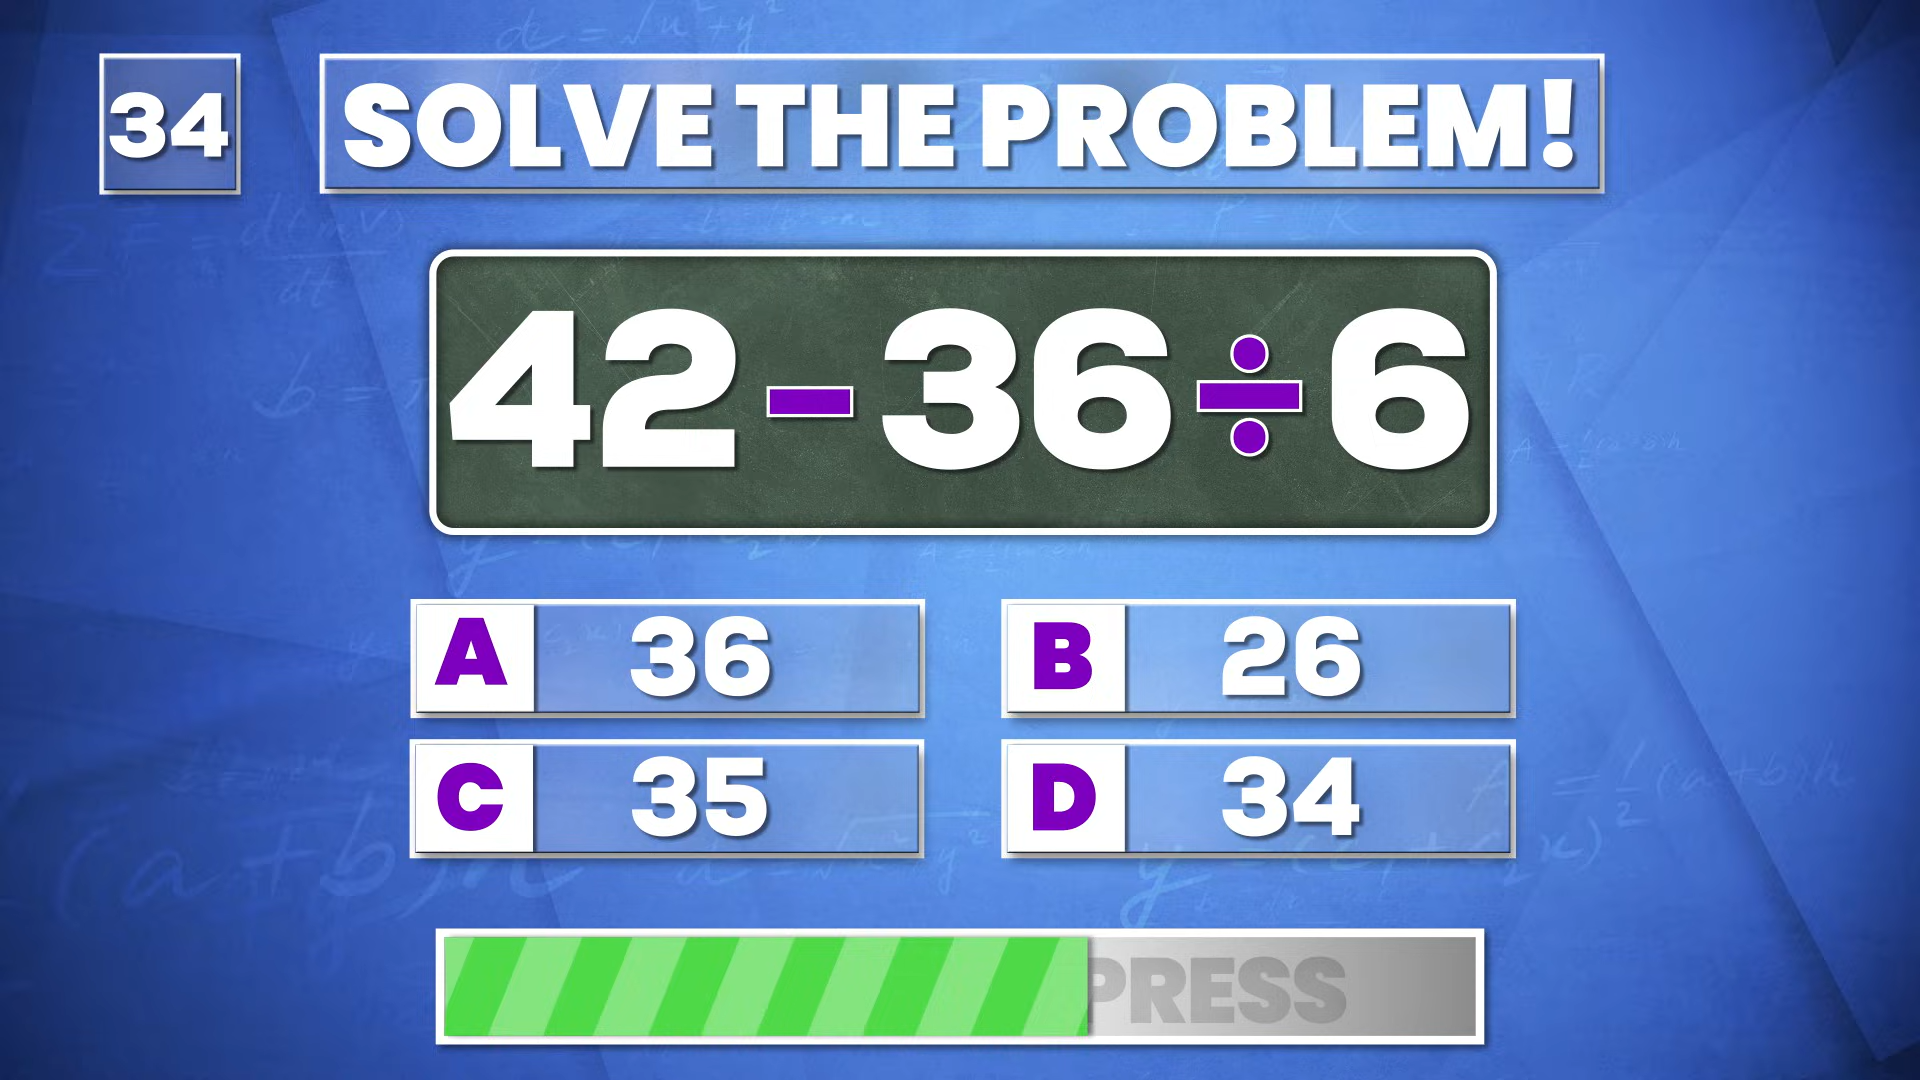 34
SOLVE THE PROBLEM!
42-36÷6
A 36
B 26
C 35
D 34
PRESS